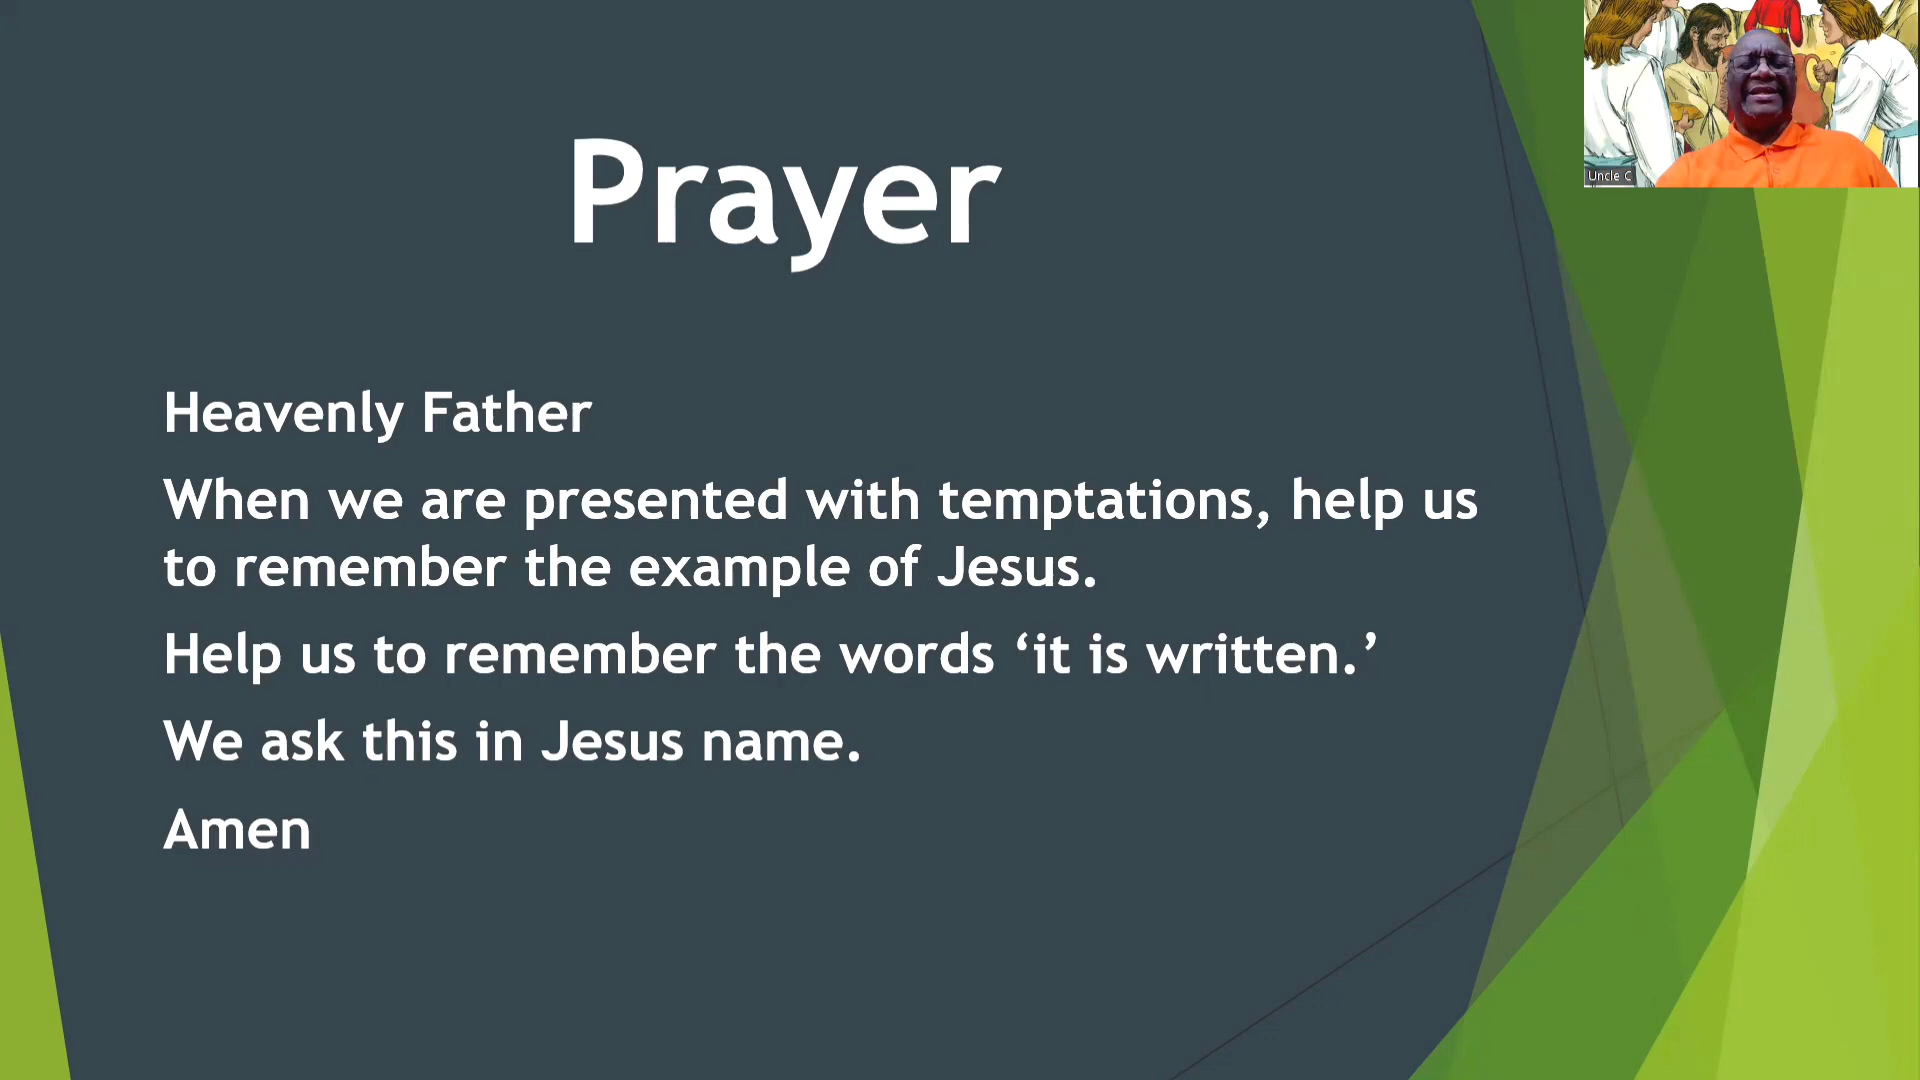 Prayer
Heavenly Father
When we are presented with temptations, help us
to remember the example of Jesus.
Help us to remember the words ‘it is written.’
We ask this in Jesus name.
Amen
Uncle C